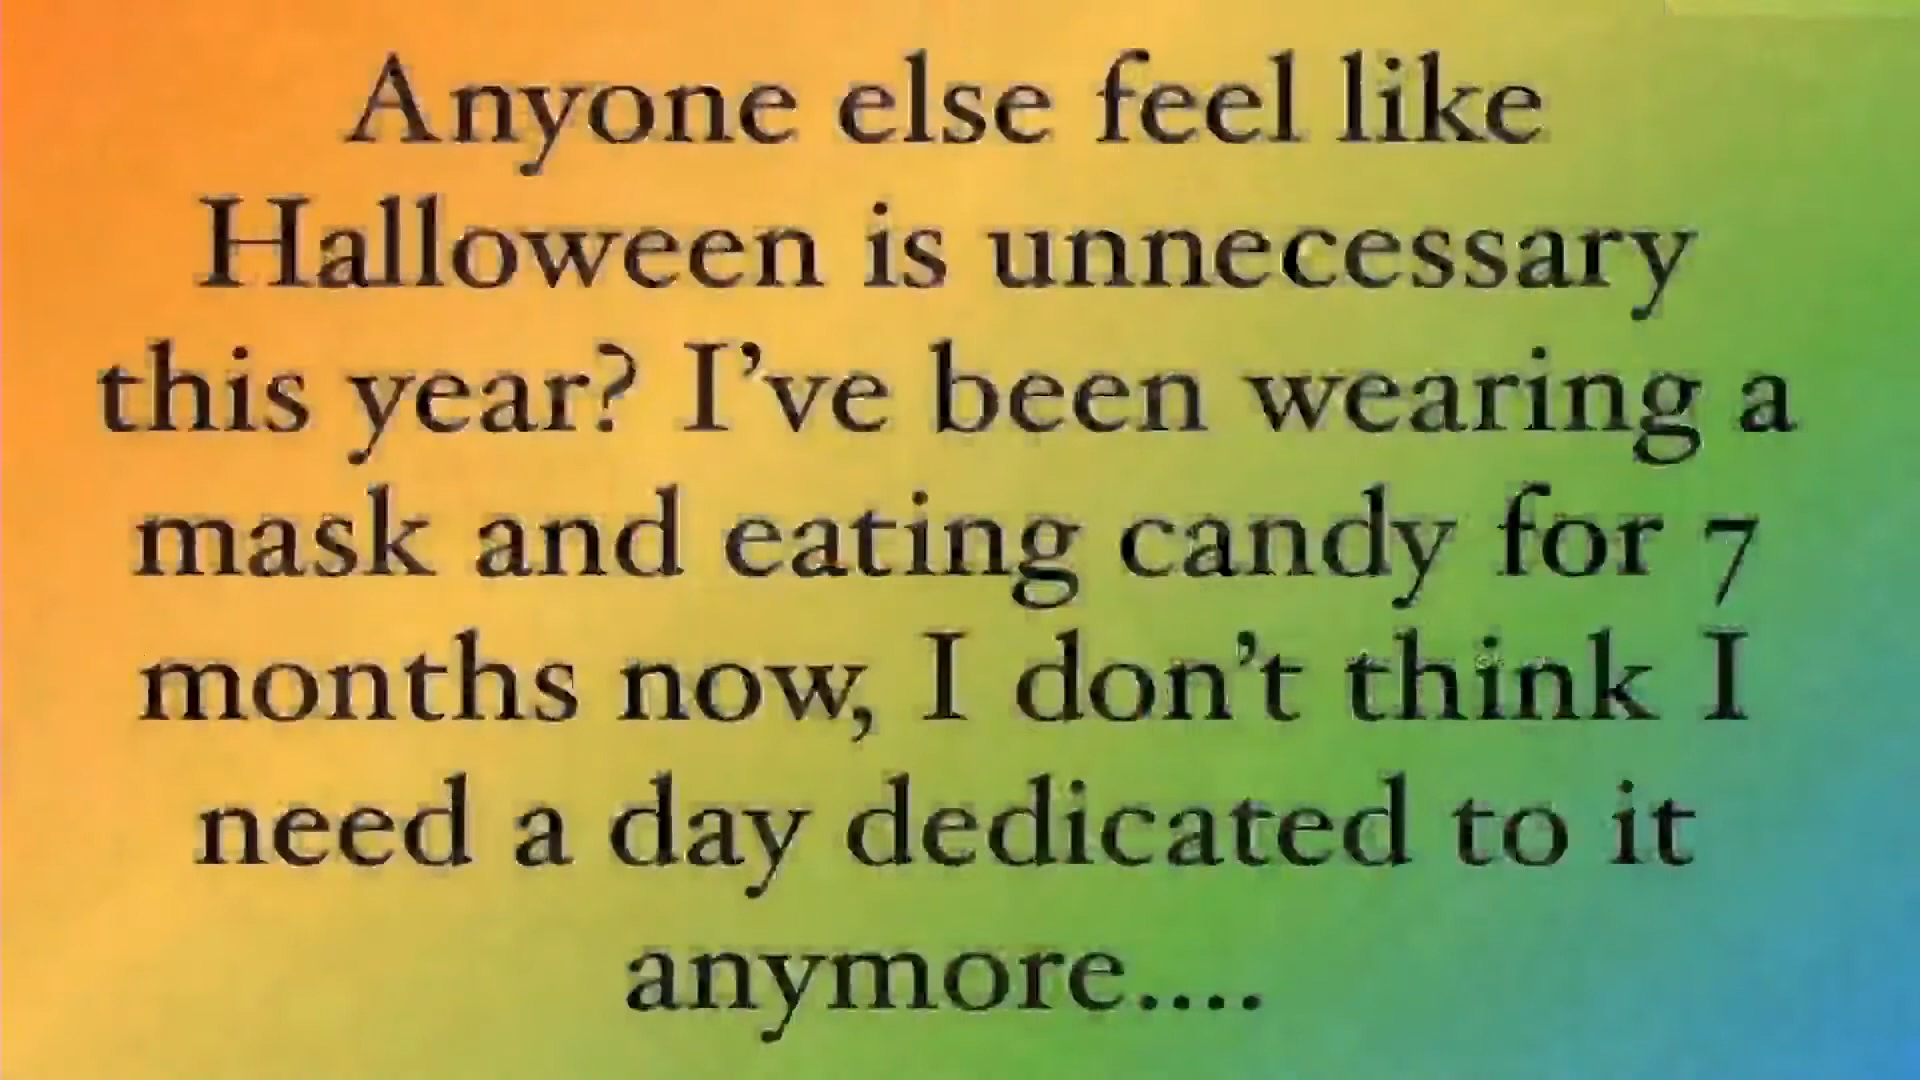 Anyone else feel like
Halloween is unnecessary
this year? I’ve been wearing a
mask and eating candy for 7
months now, I don’t think I
need a day dedicated to it
anymore....